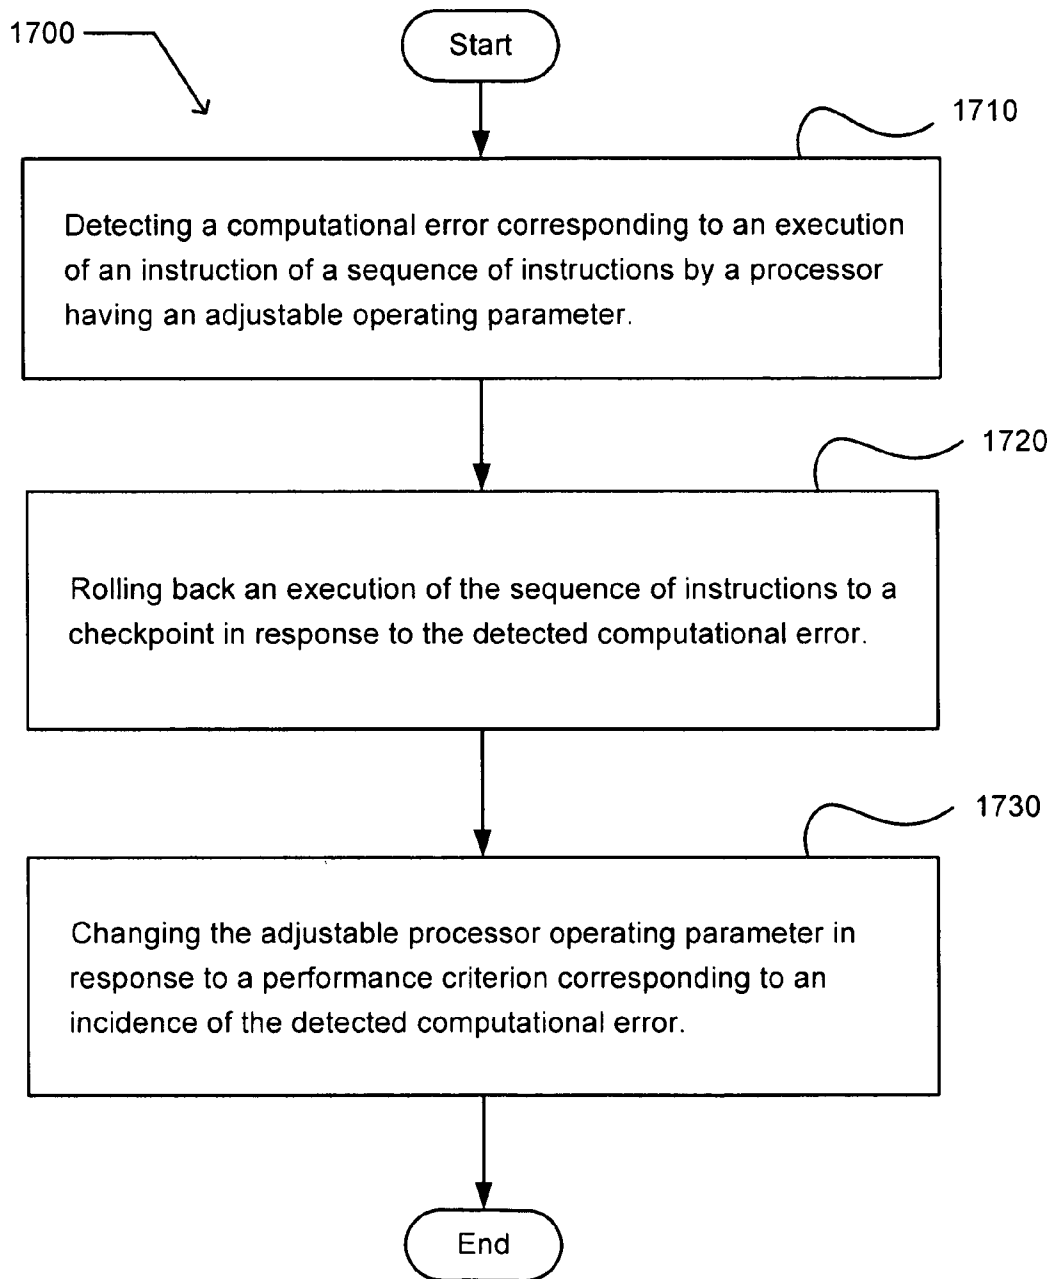 1700
Start
1710
Detecting a computational error corresponding to an execution
of an instruction of a sequence of instructions by a processor
having an adjustable operating parameter.
1720
Rolling back an execution of the sequence of instructions to a
checkpoint in response to the detected computational error.
1730
Changing the adjustable processor operating parameter in
response to a performance criterion corresponding to an
incidence of the detected computational error.
End